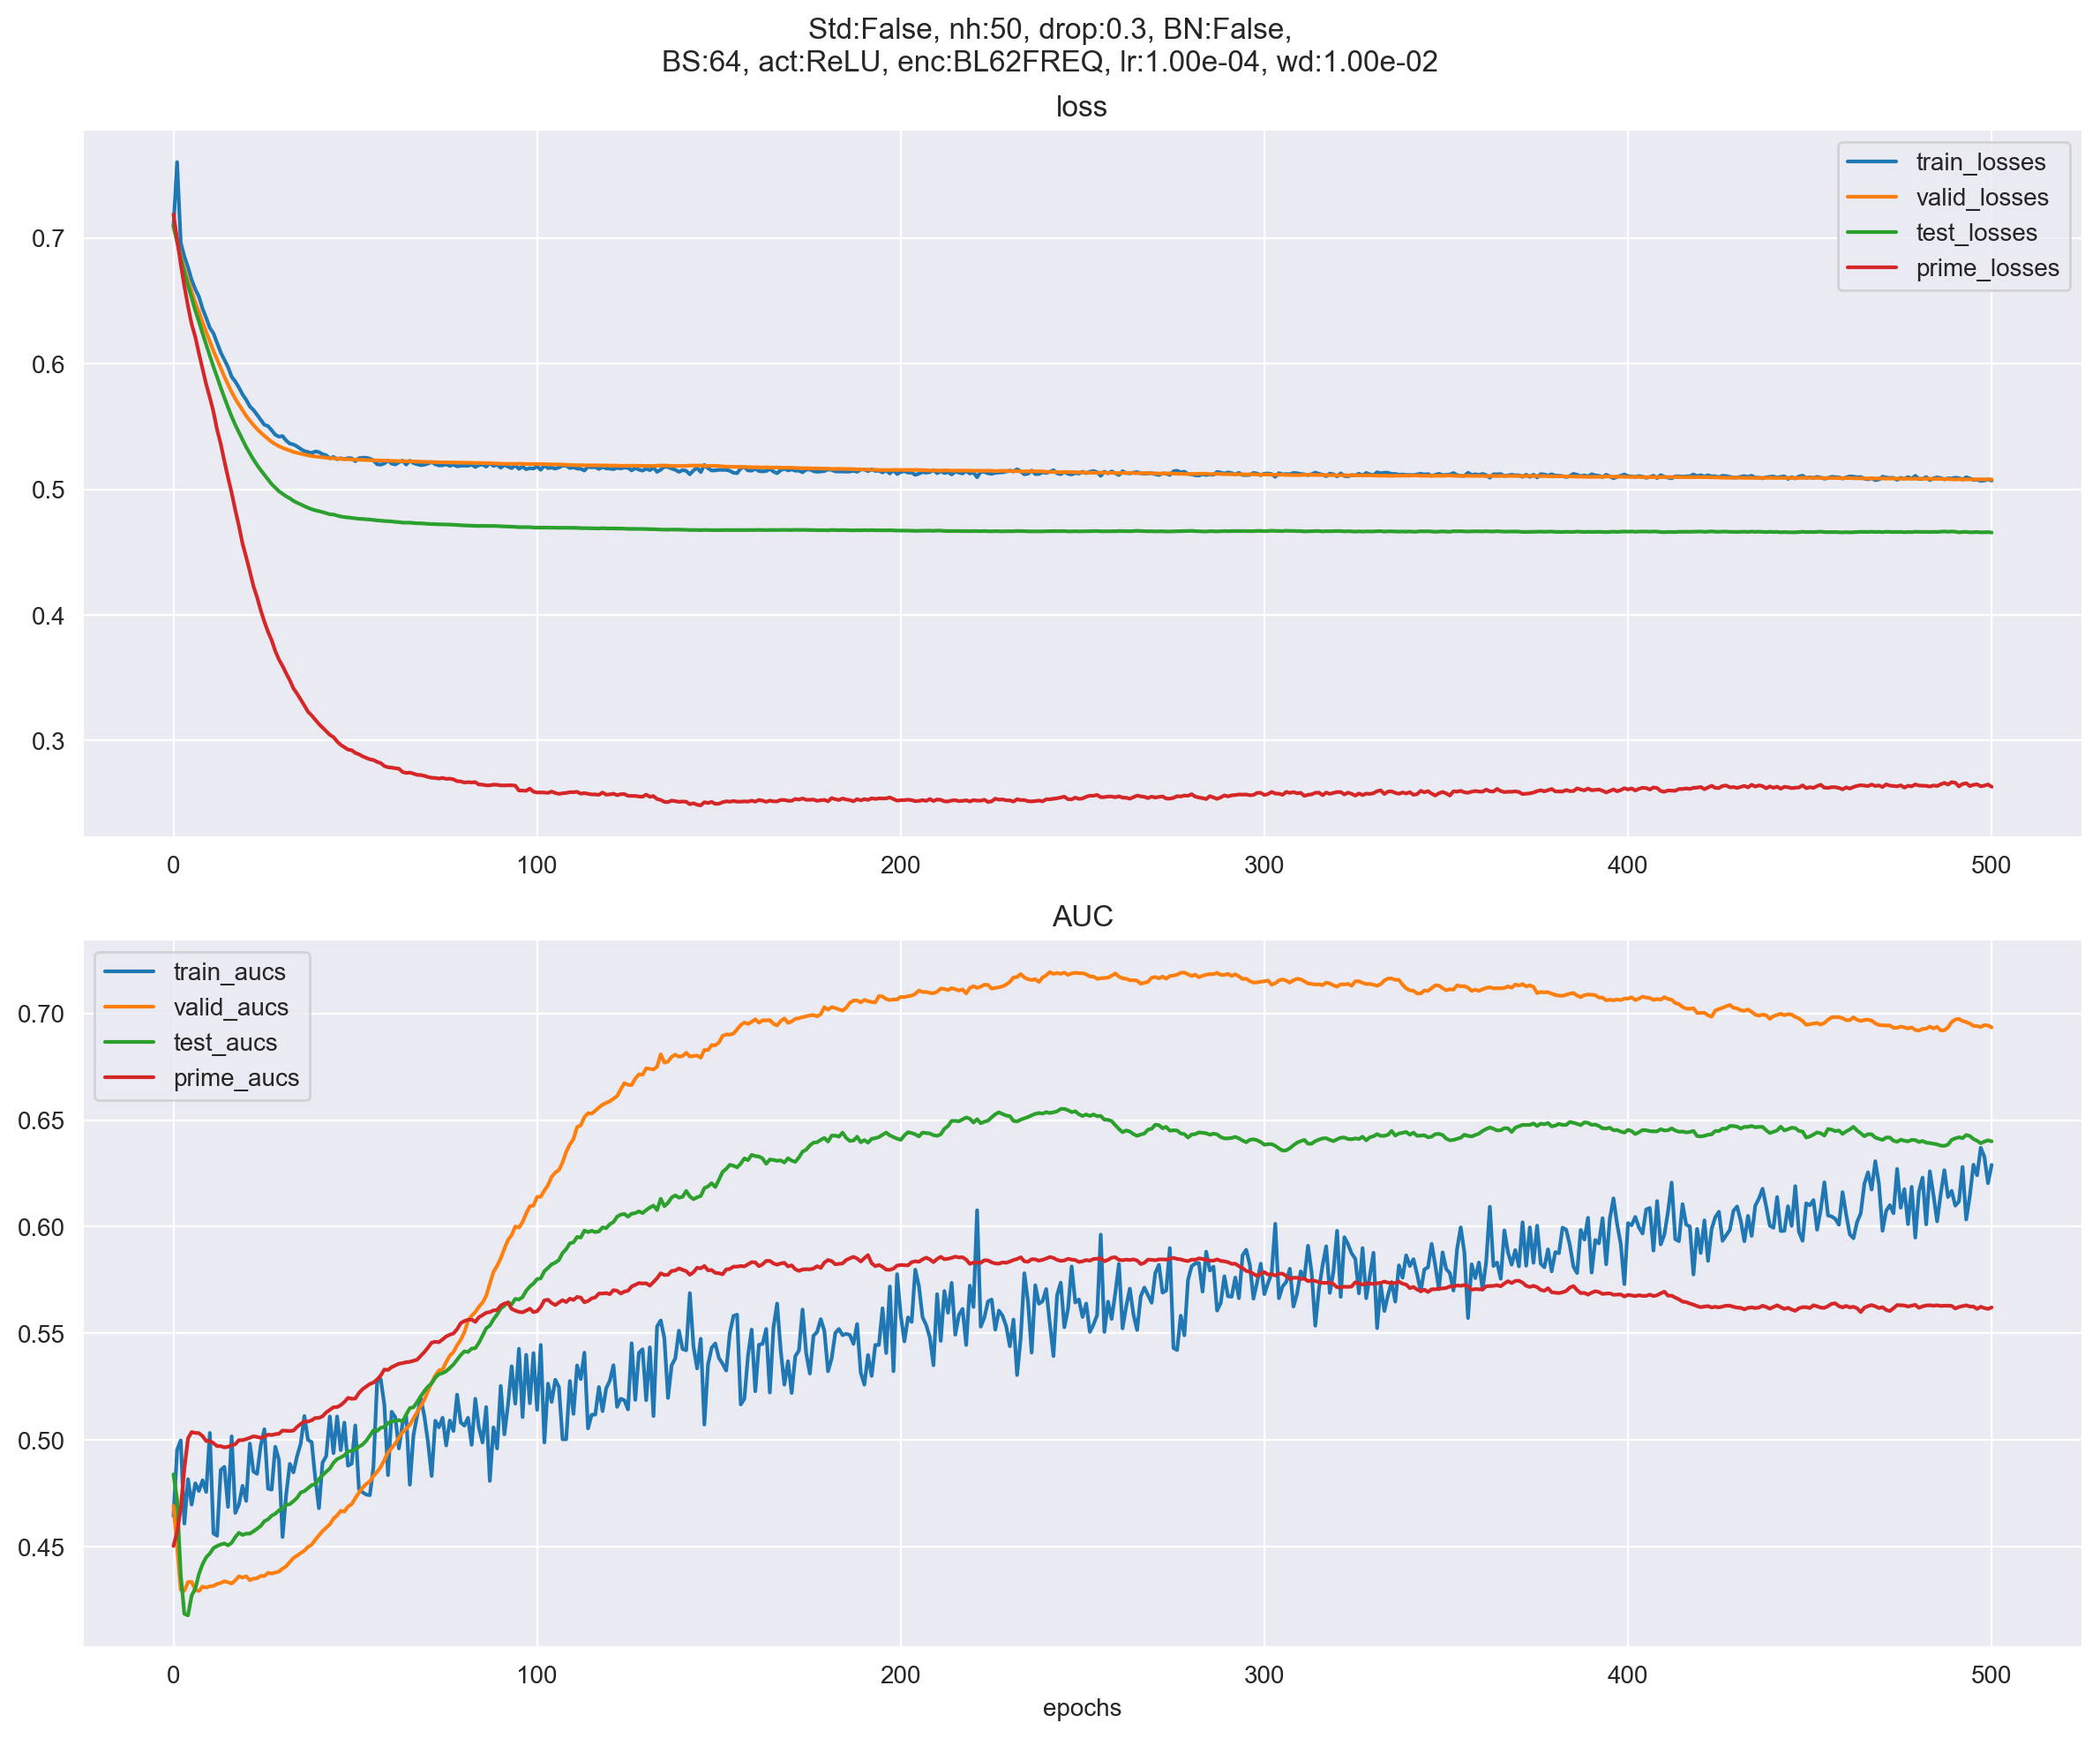 Std:False, nh:50, drop:0.3, BN:False,
BS:64, act:ReLU, enc:BL62FREQ, lr:1.00e-04, wd:1.00e-02
loss
train_losses
valid_losses
test_losses
prime_losses
0.7
0.6
0.5
0.4
0.3
0 100 200 300 400 500
AUC
train_aucs
valid_aucs
test_aucs
prime_aucs
0.70
0.65
0.60
0.55
0.50
0.45
0 100 200 300 400 500
epochs